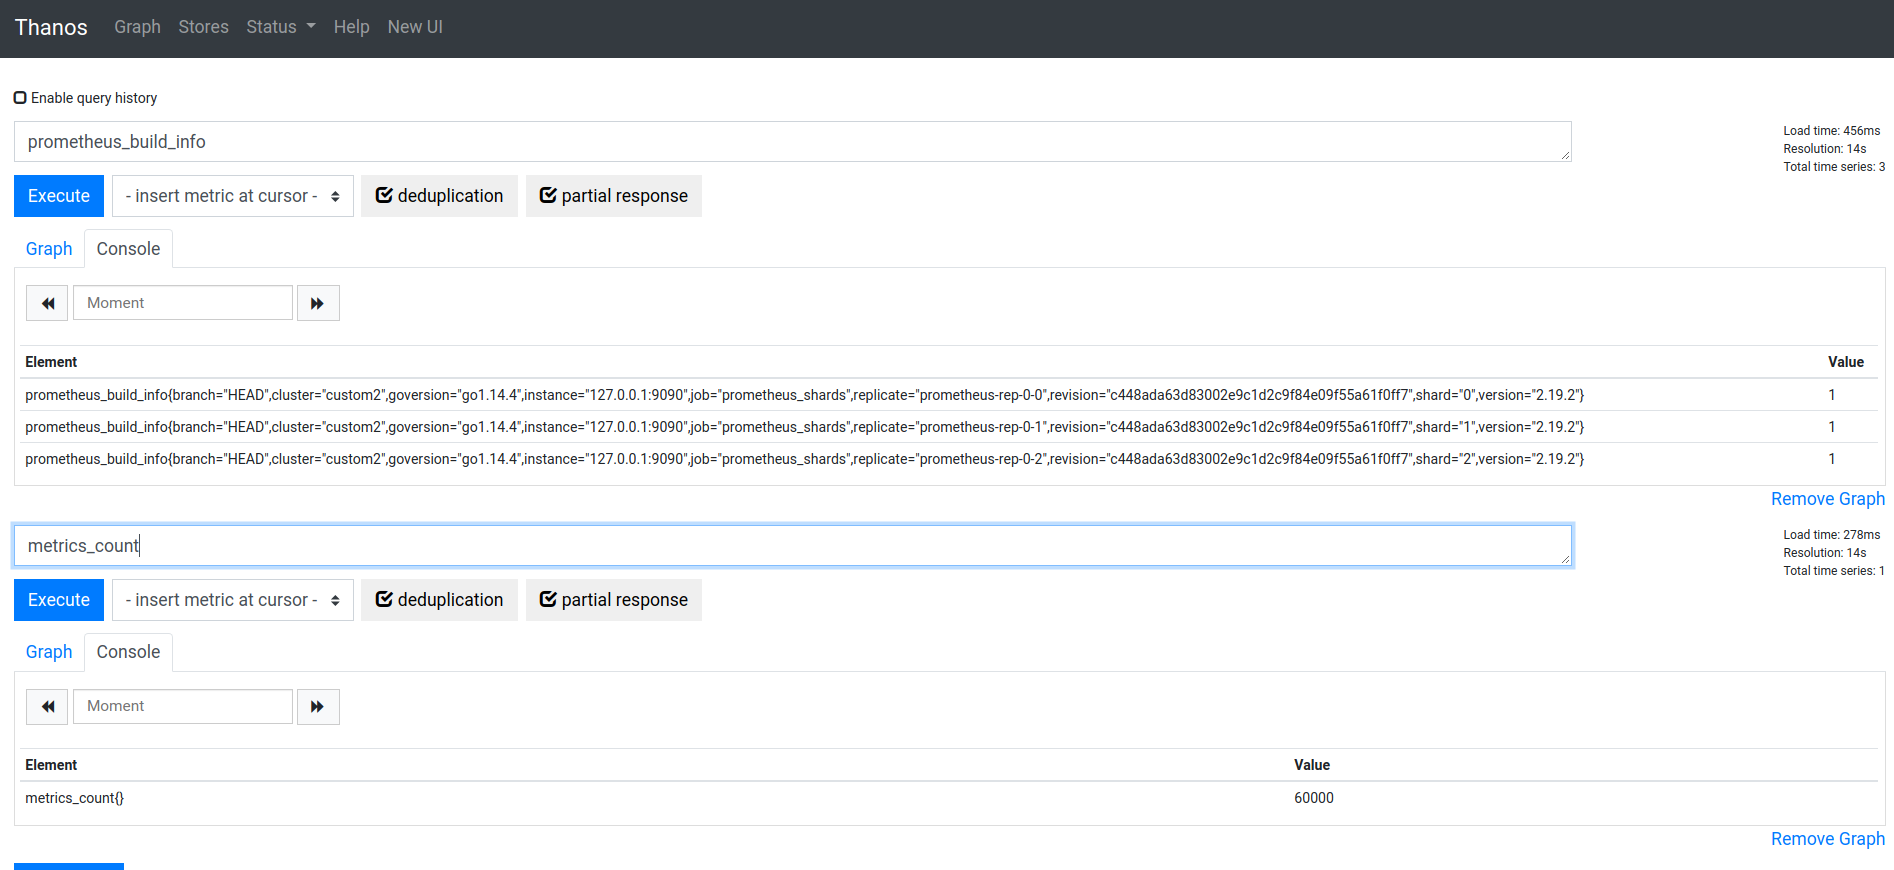 Thanos Graph Stores Status Help New UI
Enable query history
prometheus_build_info
Load time: 456ms
Resolution: 14s
Total time series: 3
Execute - insert metric at cursor - deduplication partial response
Graph Console
Moment
Element Value
prometheus_build_info{branch="HEAD",cluster="custom2",goversion="go1.14.4",instance="127.0.0.1:9090",job="prometheus_shards",replicate="prometheus-rep-0-0",revision="c448ada63d83002e9c1d2c9f84e09f55a61f0ff7",shard="0",version="2.19.2"} 1
prometheus_build_info{branch="HEAD",cluster="custom2",goversion="go1.14.4",instance="127.0.0.1:9090",job="prometheus_shards",replicate="prometheus-rep-0-1",revision="c448ada63d83002e9c1d2c9f84e09f55a61f0ff7",shard="1",version="2.19.2"} 1
prometheus_build_info{branch="HEAD",cluster="custom2",goversion="go1.14.4",instance="127.0.0.1:9090",job="prometheus_shards",replicate="prometheus-rep-0-2",revision="c448ada63d83002e9c1d2c9f84e09f55a61f0ff7",shard="2",version="2.19.2"} 1
Remove Graph
metrics_count
Load time: 278ms
Resolution: 14s
Total time series: 1
Execute - insert metric at cursor - deduplication partial response
Graph Console
Moment
Element Value
metrics_count{} 60000
Remove Graph